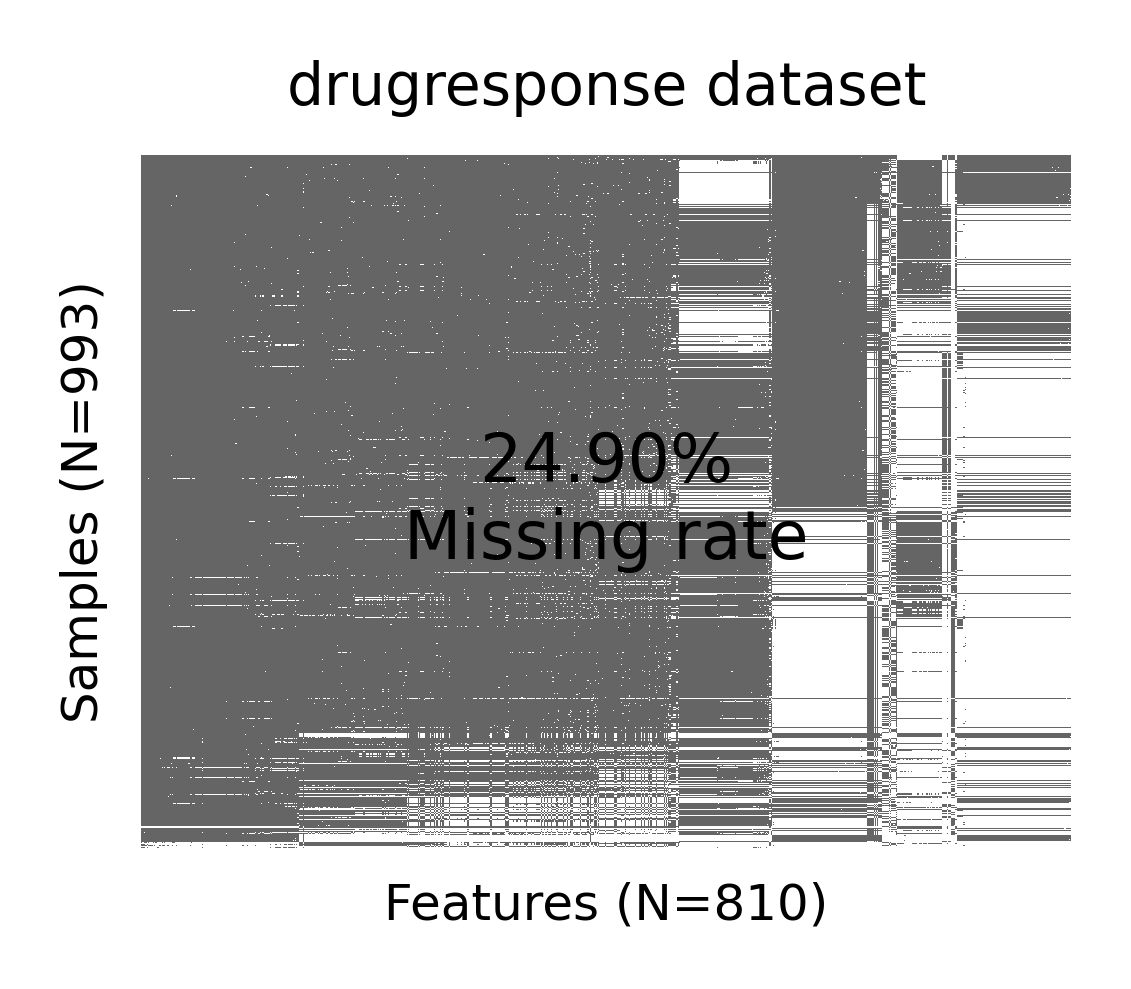 drugresponse dataset
Samples (N=993)
24.90%
Missing rate
Features (N=810)